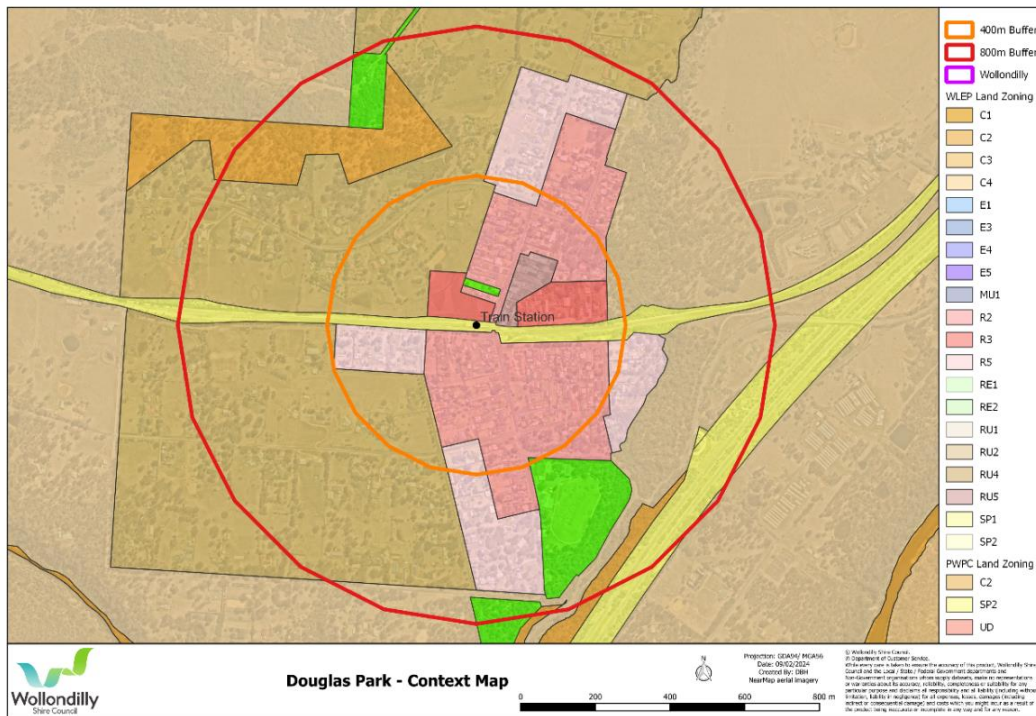 Train Station
400m Buffer
800m Buffer
Wollondilly
WLEP Land Zoning
C1
C2
C3
C4
E1
E3
E4
E5
MU1
R2
R3
R5
RE1
RE2
RU1
RU2
RU4
RU5
SP1
SP2
PWPC Land Zoning
C2
SP2
UD
Wollondilly
Shire Council
Douglas Park - Context Map
N
Projection: GDA94/ MGA56
Date: 09/02/2024
Created By: DBH
NearMap aerial imagery
0 200 400 600 800 m
© Wollondilly Shire Council.
© Department of Customer Service.